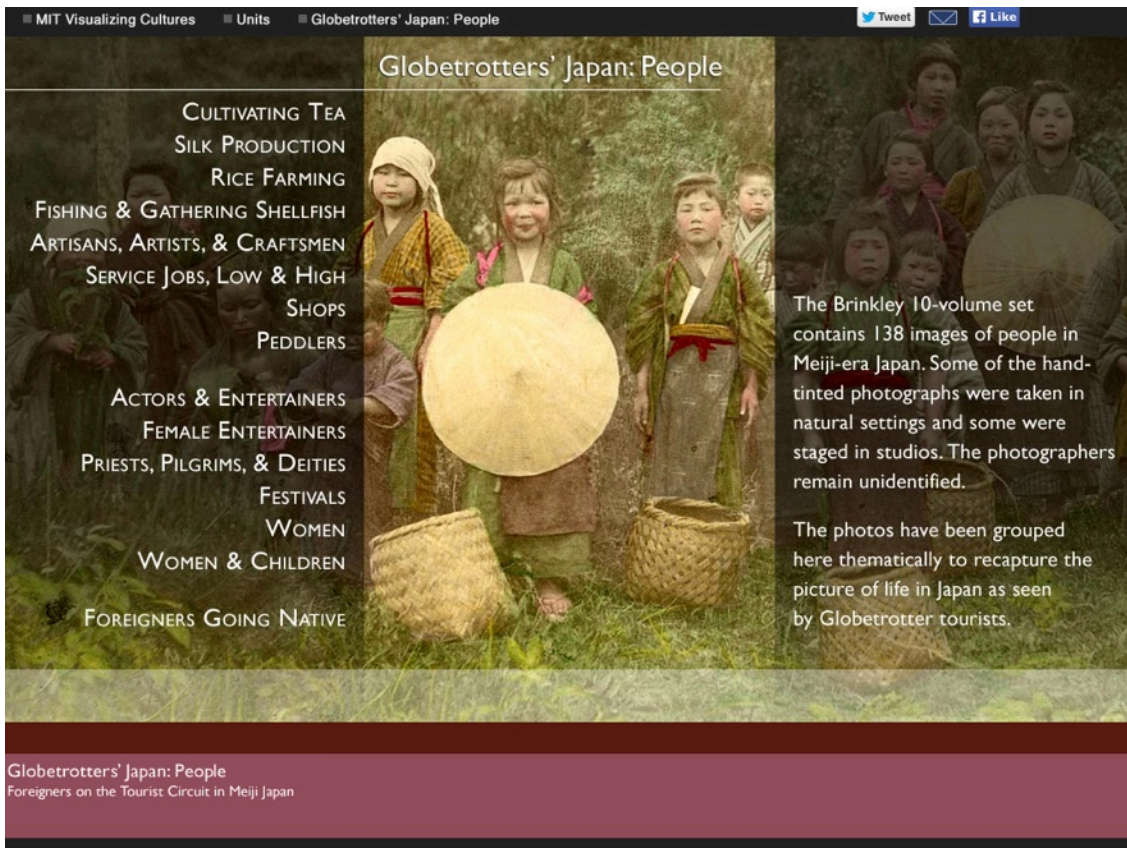 MIT Visualizing Cultures
Units
Globetrotters' Japan: People
Tweet
Like
Globetrotters' Japan: People
CULTIVATING TEA
SILK PRODUCTION
RICE FARMING
FISHING & GATHERING SHELLFISH
ARTISANS, ARTISTS, & CRAFTSMEN
SERVICE JOBS, LOW & HIGH
SHOPS
PEDDLERS
ACTORS & ENTERTAINERS
FEMALE ENTERTAINERS
PRIESTS, PILGRIMS, & DEITIES
FESTIVALS
WOMEN
WOMEN & CHILDREN
FOREIGNERS GOING NATIVE
The Brinkley 10-volume set
contains 138 images of people in
Meiji-era Japan. Some of the hand-
tinted photographs were taken in
natural settings and some were
staged in studios. The photographers
remain unidentified.
The photos have been grouped
here thematically to recapture the
picture of life in Japan as seen
by Globetrotter tourists.
Globetrotters' Japan: People
Foreigners on the Tourist Circuit in Meiji Japan